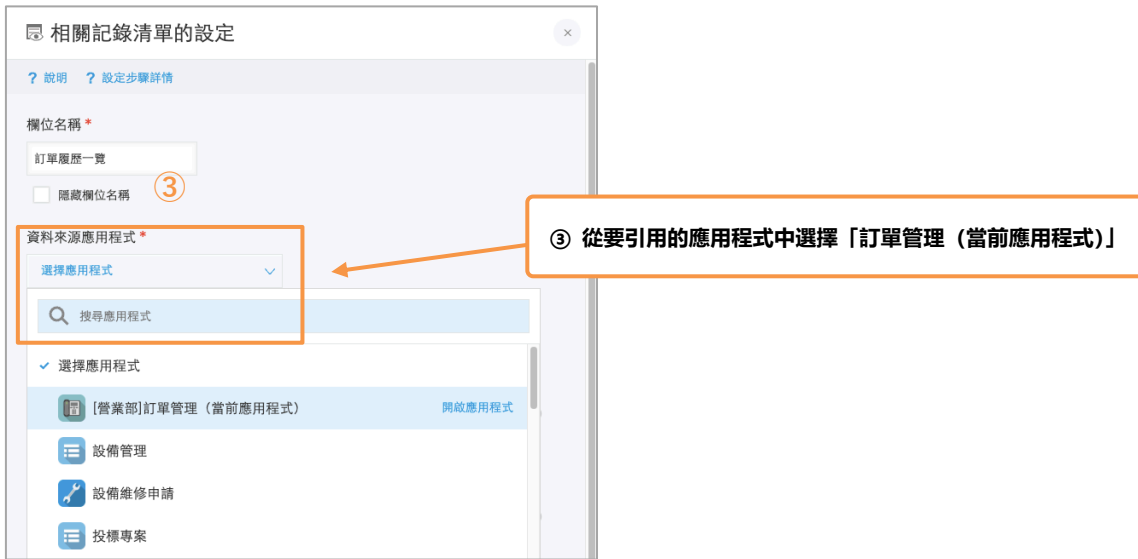 相關記錄清單的設定
×
? 說明 ? 設定步驟詳情
欄位名稱 *
訂單履歷一覽
隱藏欄位名稱
③
資料來源應用程式 *
選擇應用程式
搜尋應用程式
選擇應用程式
[營業部]訂單管理（當前應用程式） 開啟應用程式
設備管理
設備維修申請
投標專案
③ 從要引用的應用程式中選擇「訂單管理 (當前應用程式)」